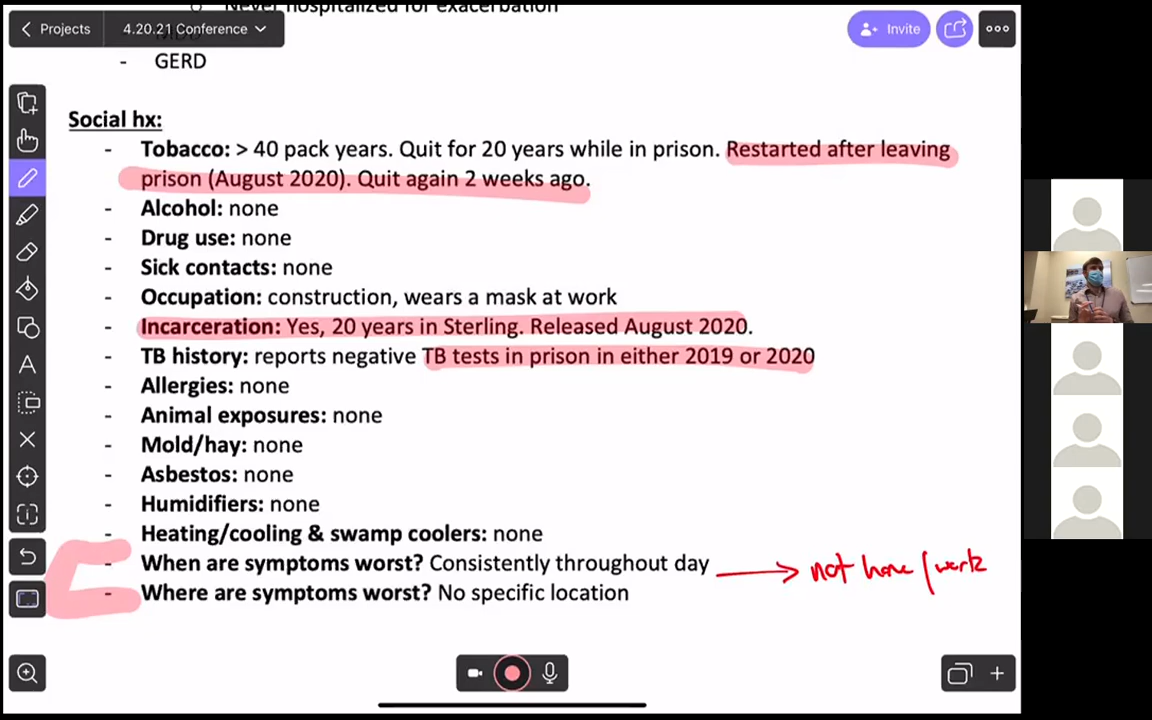 Never hospitalized for exacerbation
Projects
4.20.21 Conference
Invite
- GERD
Social hx:
- Tobacco: > 40 pack years. Quit for 20 years while in prison. Restarted after leaving
prison (August 2020). Quit again 2 weeks ago.
- Alcohol: none
- Drug use: none
- Sick contacts: none
- Occupation: construction, wears a mask at work
- Incarceration: Yes, 20 years in Sterling. Released August 2020.
- TB history: reports negative TB tests in prison in either 2019 or 2020
- Allergies: none
- Animal exposures: none
- Mold/hay: none
- Asbestos: none
- Humidifiers: none
- Heating/cooling & swamp coolers: none
- When are symptoms worst? Consistently throughout day → not home / work
- Where are symptoms worst? No specific location